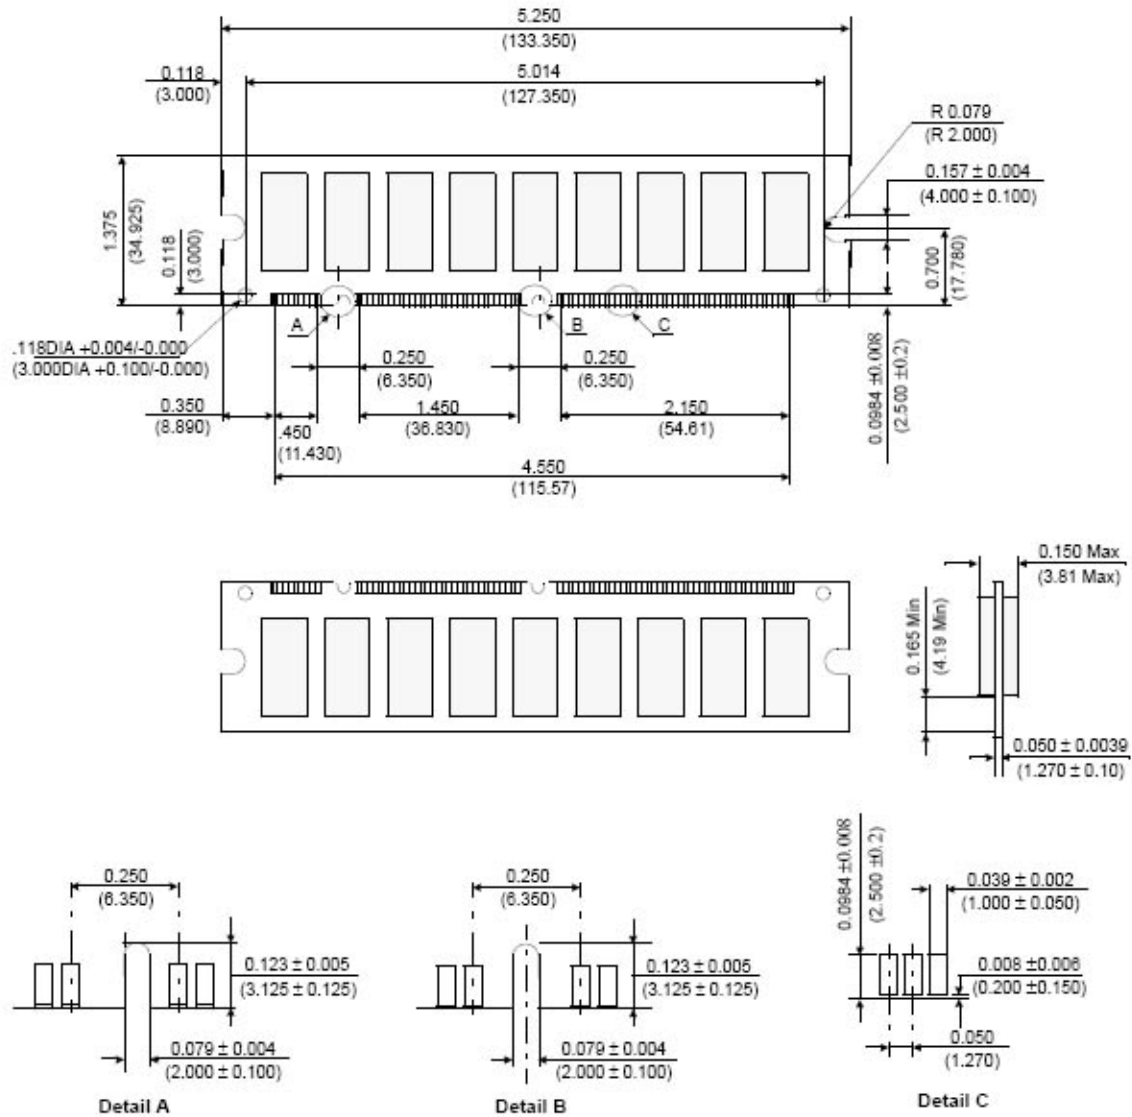 5.250
(133.350)
0.118
(3.000)
5.014
(127.350)
R 0.079
(R 2.000)
0.157 ± 0.004
(4.000 ± 0.100)
1.375
(34.925)
0.118
(3.000)
0.700
(17.780)
A
B
C
.118DIA +0.004/-0.000
(3.000DIA +0.100/-0.000)
0.250
(6.350)
0.250
(6.350)
0.0984 ±0.008
(2.500 ±0.2)
0.350
(8.890)
.450
(11.430)
1.450
(36.830)
2.150
(54.61)
4.550
(115.57)
0.150 Max
(3.81 Max)
0.165 Min
(4.19 Min)
0.050 ± 0.0039
(1.270 ± 0.10)
0.250
(6.350)
0.123 ± 0.005
(3.125 ± 0.125)
0.079 ± 0.004
(2.000 ± 0.100)
Detail A
0.250
(6.350)
0.123 ± 0.005
(3.125 ± 0.125)
0.079 ± 0.004
(2.000 ± 0.100)
Detail B
0.0984 ±0.008
(2.500 ±0.2)
0.039 ± 0.002
(1.000 ± 0.050)
0.008 ±0.006
(0.200 ±0.150)
0.050
(1.270)
Detail C